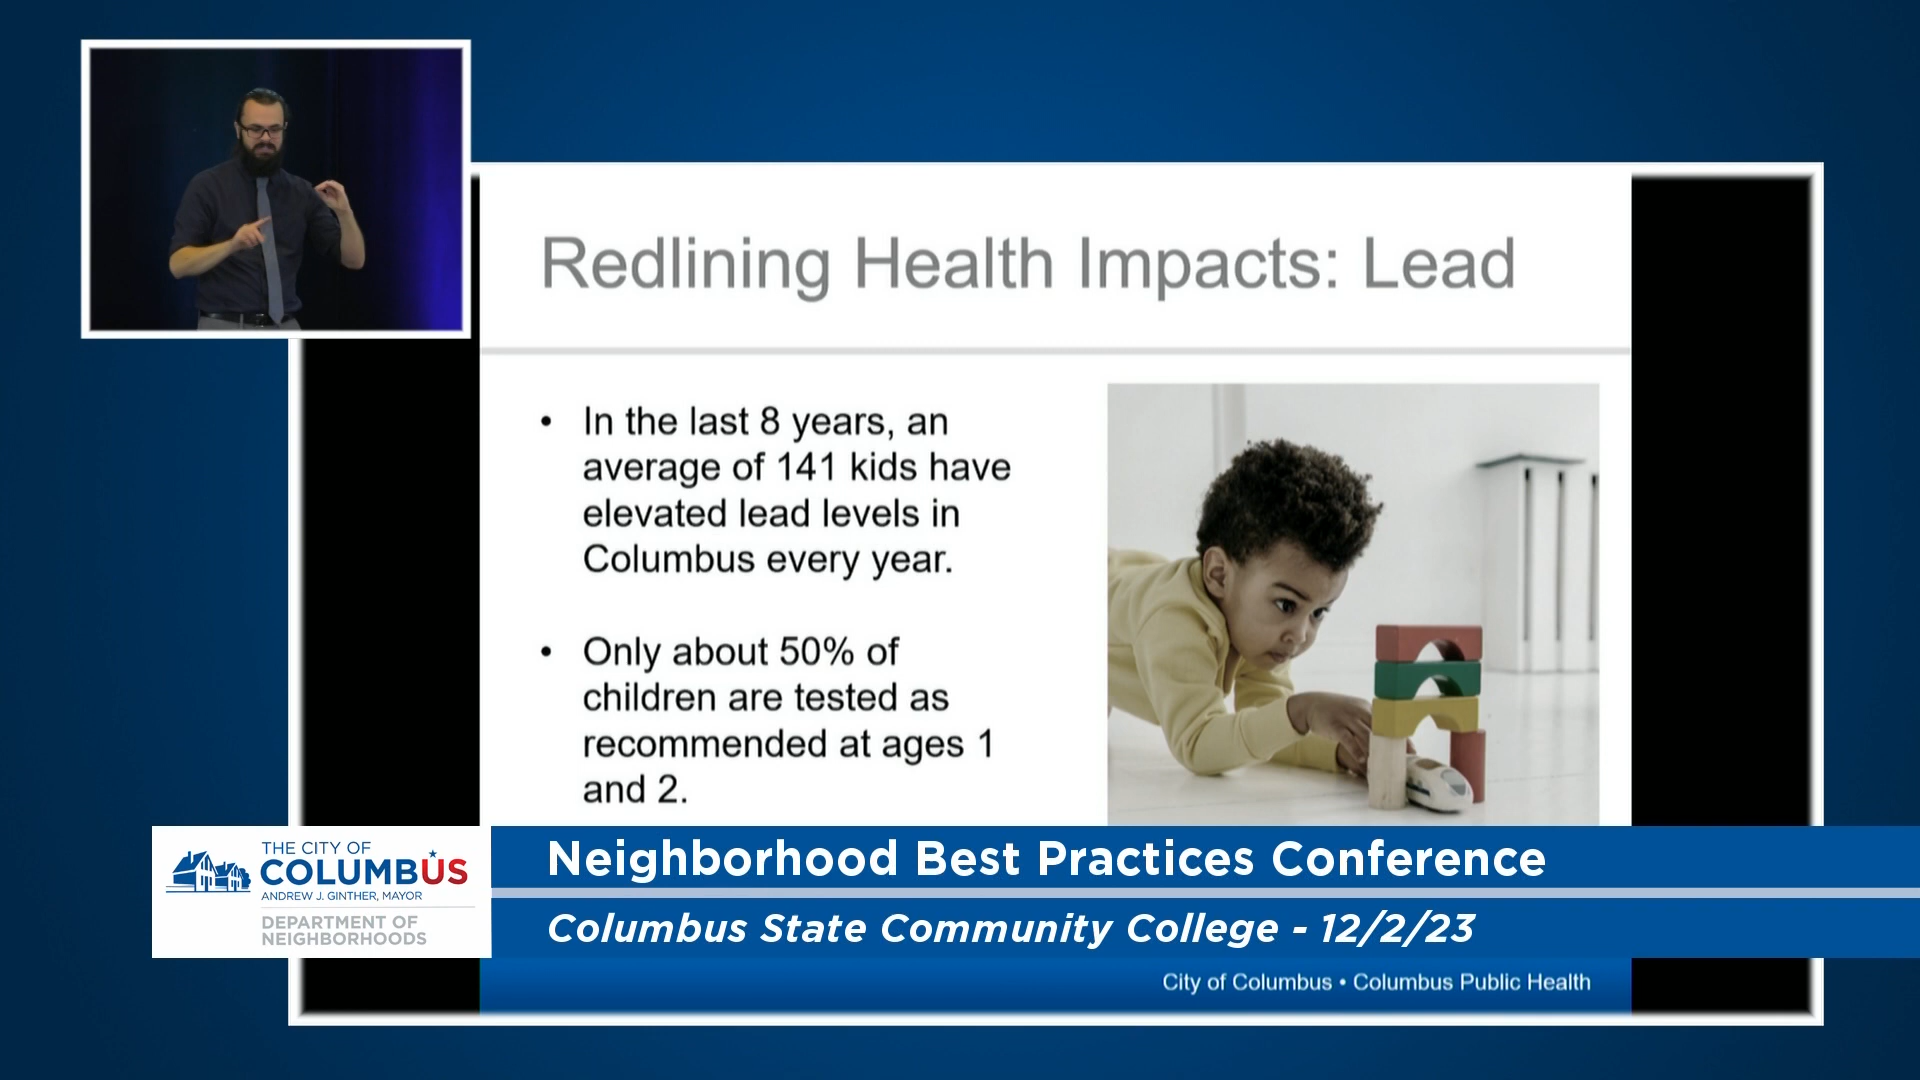 Redlining Health Impacts: Lead
• In the last 8 years, an
average of 141 kids have
elevated lead levels in
Columbus every year.
• Only about 50% of
children are tested as
recommended at ages 1
and 2.
THE CITY OF
COLUMBUS
ANDREW J. GINTHER, MAYOR
DEPARTMENT OF
NEIGHBORHOODS
Neighborhood Best Practices Conference
Columbus State Community College - 12/2/23
City of Columbus • Columbus Public Health